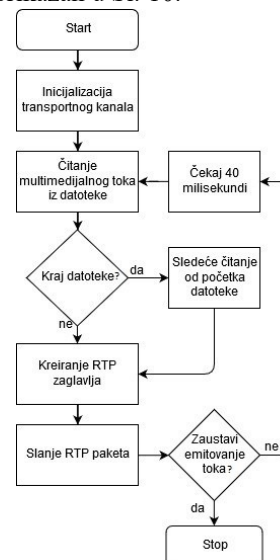 Start
Inicijalizacija
transportnog kanala
Čitanje
multimedijalnog toka
iz datoteke
Čekaj 40
milisekundi
Kraj datoteke?
da
Sledeće čitanje
od početka
datoteke
ne
Kreiranje RTP
zaglavlja
Slanje RTP paketa
Zaustavi
emitovanje
toka?
ne
da
Stop